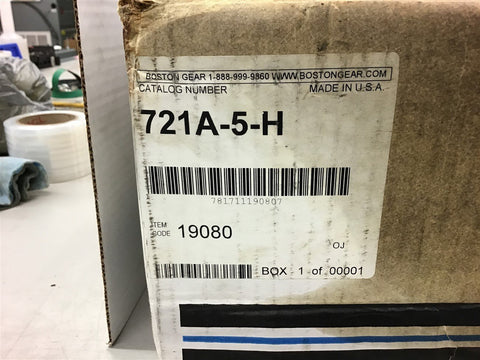 BOSTON GEAR 1-888-999-9860 WWW.BOSTONGEAR.COM
CATALOG NUMBER MADE IN U.S.A.
721A-5-H
781711190807
ITEM CODE 19080
OJ
BOX 1 of 00001